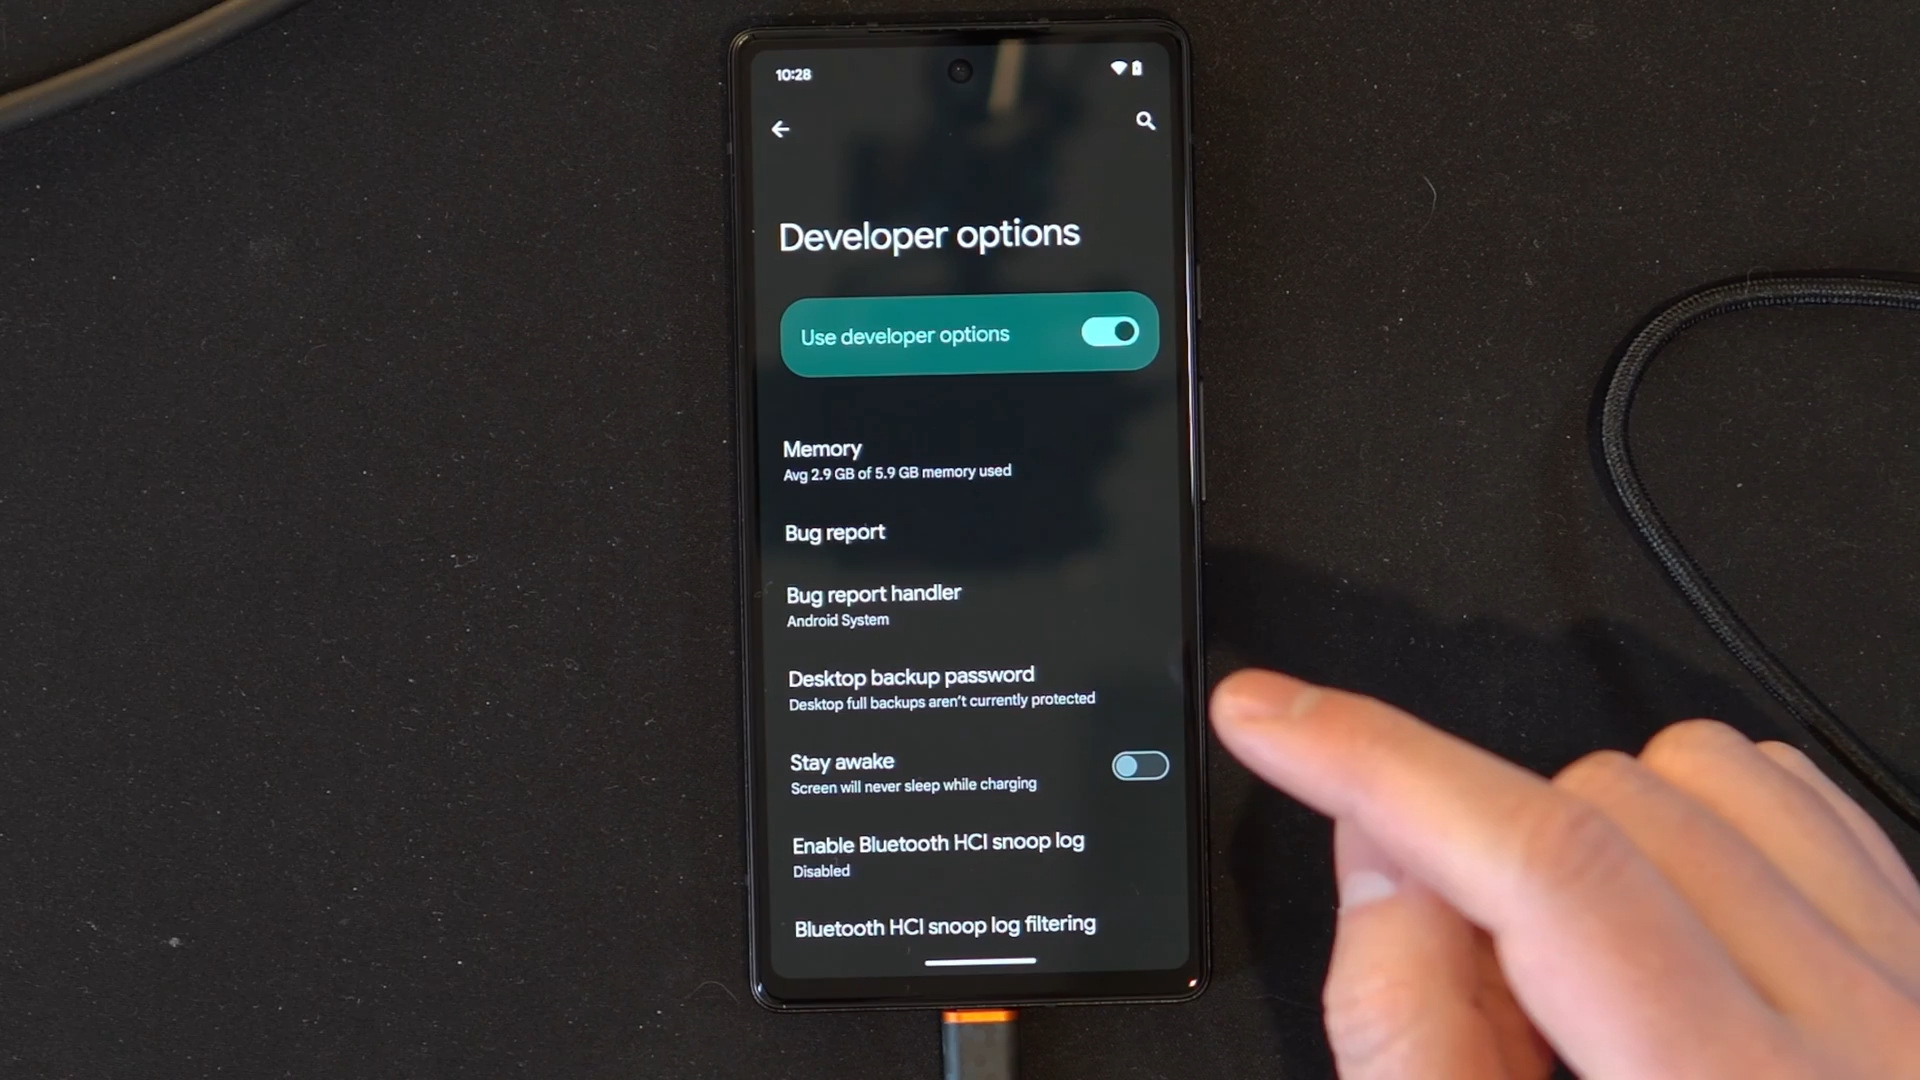 10:28
Developer options
Use developer options
Memory
Avg 2.9 GB of 5.9 GB memory used
Bug report
Bug report handler
Android System
Desktop backup password
Desktop full backups aren't currently protected
Stay awake
Screen will never sleep while charging
Enable Bluetooth HCI snoop log
Disabled
Bluetooth HCI snoop log filtering